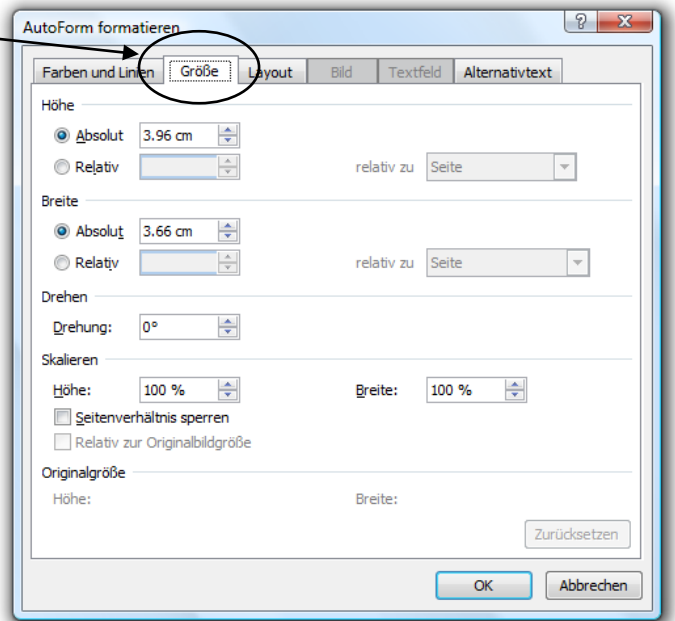 AutoForm formatieren
Farben und Linien Größe Layout Bild Textfeld Alternativtext
Höhe
Absolut 3.96 cm
Relativ relativ zu Seite
Breite
Absolut 3.66 cm
Relativ relativ zu Seite
Drehen
Drehung: 0°
Skalieren
Höhe: 100 % Breite: 100 %
Seitenverhältnis sperren
Relativ zur Originalbildgröße
Originalgröße
Höhe: Breite:
Zurücksetzen
OK Abbrechen